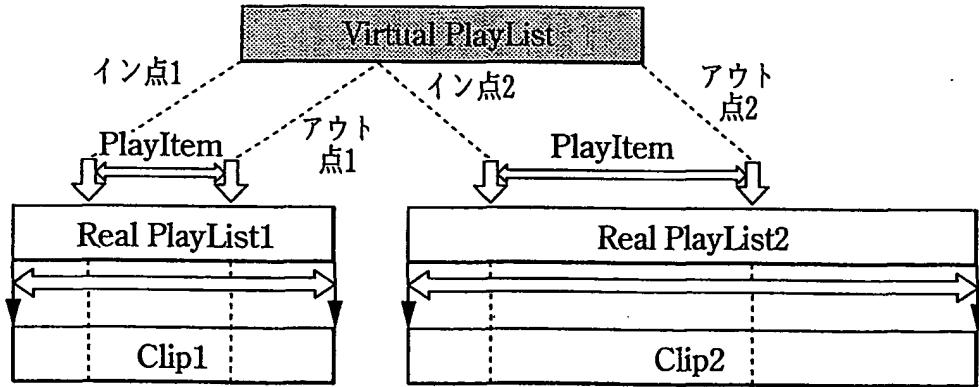 Virtual PlayList
イン点1
イン点2
アウト
点2
アウト
点1
PlayItem
PlayItem
Real PlayList1
Real PlayList2
Clip1
Clip2